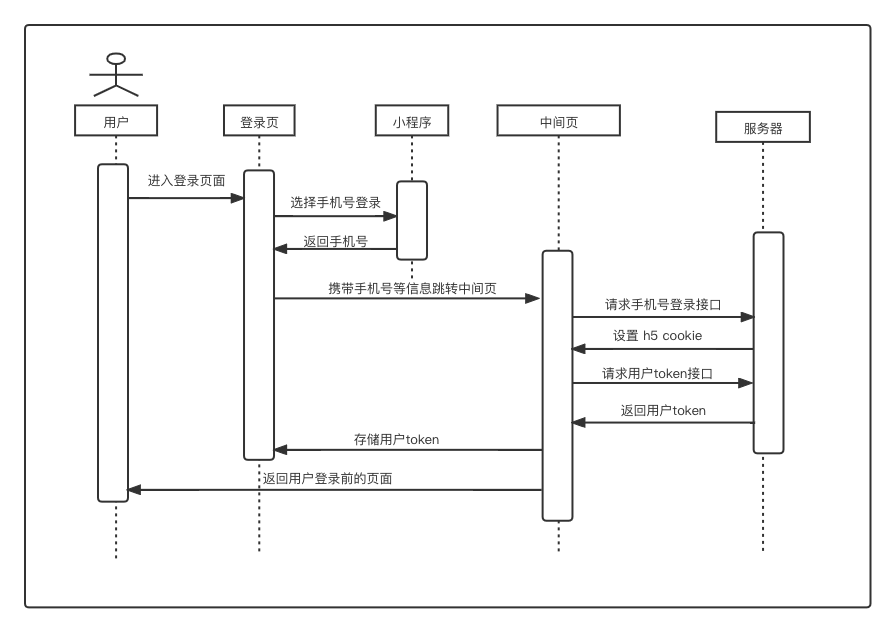 用户
登录页
小程序
中间页
服务器
进入登录页面
选择手机号登录
返回手机号
携带手机号等信息跳转中间页
请求手机号登录接口
设置 h5 cookie
请求用户token接口
返回用户token
存储用户token
返回用户登录前的页面